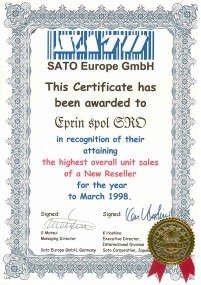 SATO Europe GmbH
This Certificate has
been awarded to
Eprin spol SRO
in recognition of their
attaining
the highest overall unit sales
of a New Reseller
for the year
to March 1998.
Signed:
Signed:
Managing Director
Executive Director,
International Division
Sato Europe GmbH, Germany
Sato Corporation, Japan